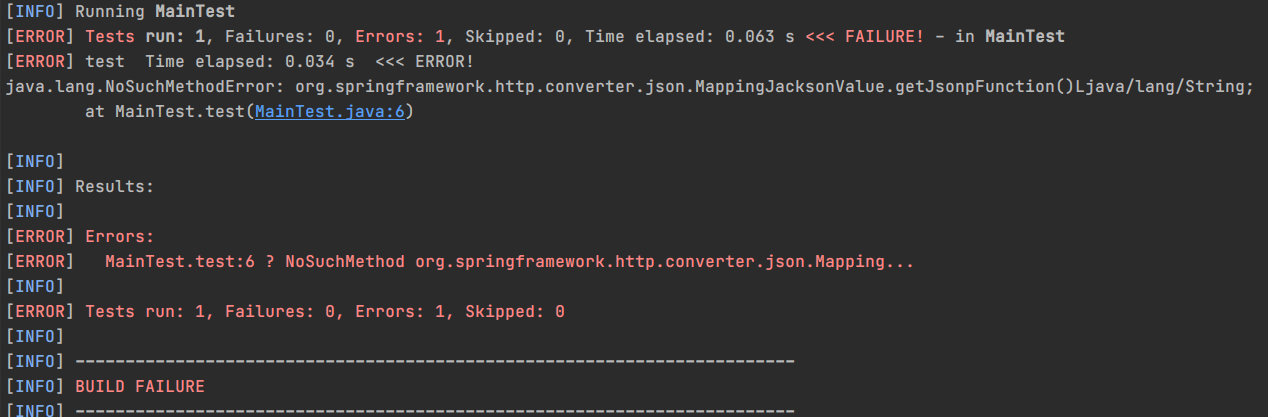 [INFO] Running MainTest
[ERROR] Tests run: 1, Failures: 0, Errors: 1, Skipped: 0, Time elapsed: 0.063 s <<< FAILURE! - in MainTest
[ERROR] test  Time elapsed: 0.034 s  <<< ERROR!
java.lang.NoSuchMethodError: org.springframework.http.converter.json.MappingJacksonValue.getJsonpFunction()Ljava/lang/String;
        at MainTest.test(MainTest.java:6)
[INFO]
[INFO] Results:
[INFO]
[ERROR] Errors:
[ERROR]   MainTest.test:6 ? NoSuchMethod org.springframework.http.converter.json.Mapping...
[INFO]
[ERROR] Tests run: 1, Failures: 0, Errors: 1, Skipped: 0
[INFO]
[INFO] ------------------------------------------------------------------------
[INFO] BUILD FAILURE
[INFO] ------------------------------------------------------------------------